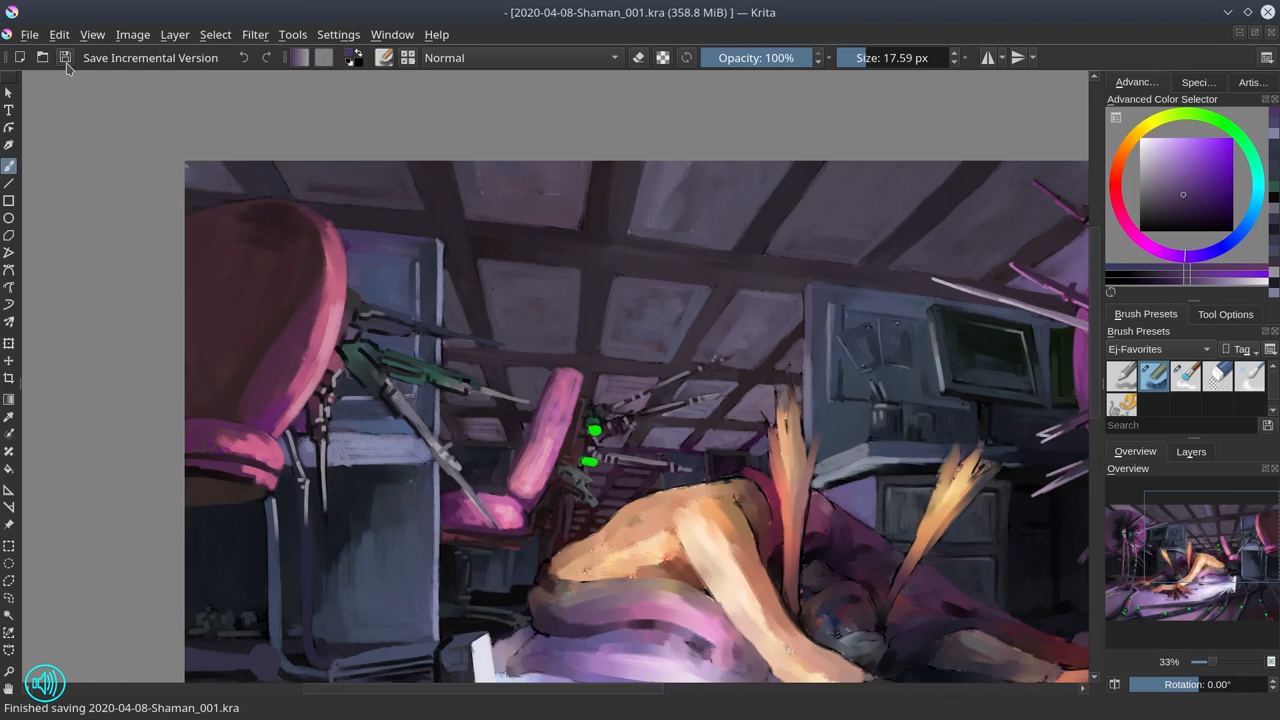 - [2020-04-08-Shaman_001.kra (358.8 MiB) ] — Krita
File Edit View Image Layer Select Filter Tools Settings Window Help
Save Incremental Version Normal Opacity: 100% Size: 17.59 px
Advanc... Speci... Artis...
Advanced Color Selector
Brush Presets Tool Options
Brush Presets
Ej-Favorites Tag
Search
Overview Layers
Overview
33%
Rotation: 0.00°
Finished saving 2020-04-08-Shaman_001.kra